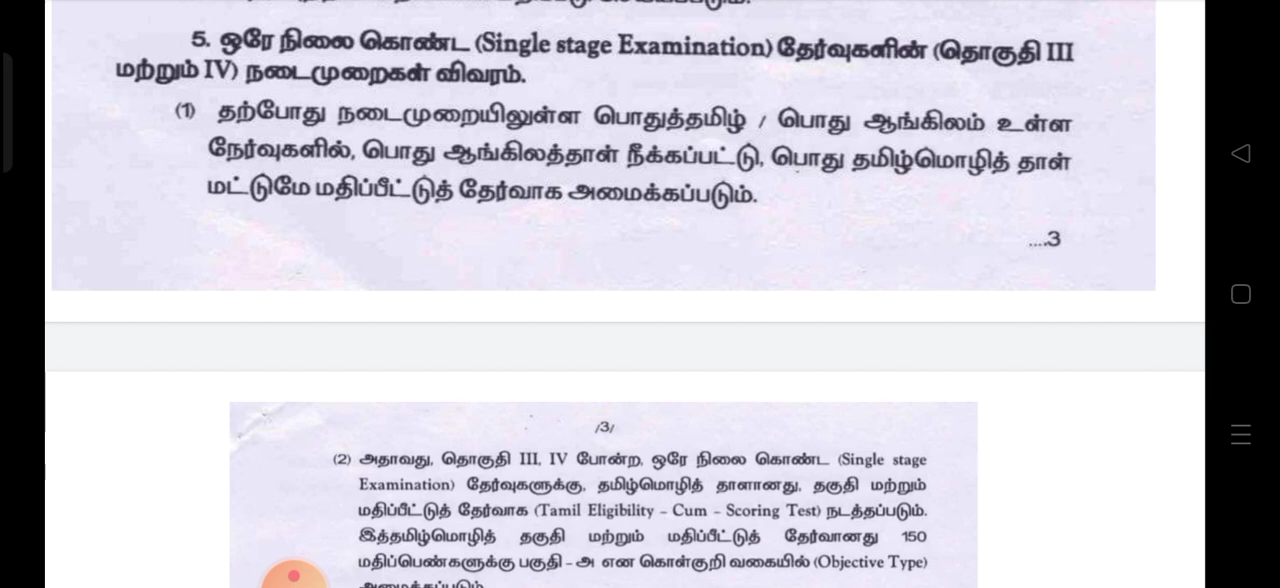 5. ஒரே நிலை கொண்ட (Single stage Examination) தேர்வுகளின் (தொகுதி III
மற்றும் IV) நடைமுறைகள் விவரம்.
(1) தற்போது நடைமுறையிலுள்ள பொதுத்தமிழ் / பொது ஆங்கிலம் உள்ள
நேர்வுகளில், பொது ஆங்கிலத்தாள் நீக்கப்பட்டு, பொது தமிழ்மொழித் தாள்
மட்டுமே மதிப்பீட்டுத் தேர்வாக அமைக்கப்படும்.
....3
/3/
(2) அதாவது, தொகுதி III, IV போன்ற, ஒரே நிலை கொண்ட (Single stage
Examination) தேர்வுகளுக்கு, தமிழ்மொழித் தாளானது, தகுதி மற்றும்
மதிப்பீட்டுத் தேர்வாக (Tamil Eligibility – Cum – Scoring Test) நடத்தப்படும்.
இத்தமிழ்மொழித் தகுதி மற்றும் மதிப்பீட்டுத் தேர்வானது 150
மதிப்பெண்களுக்கு பகுதி – அ என கொள்குறி வகையில் (Objective Type)
அமைக்கப்படும்.